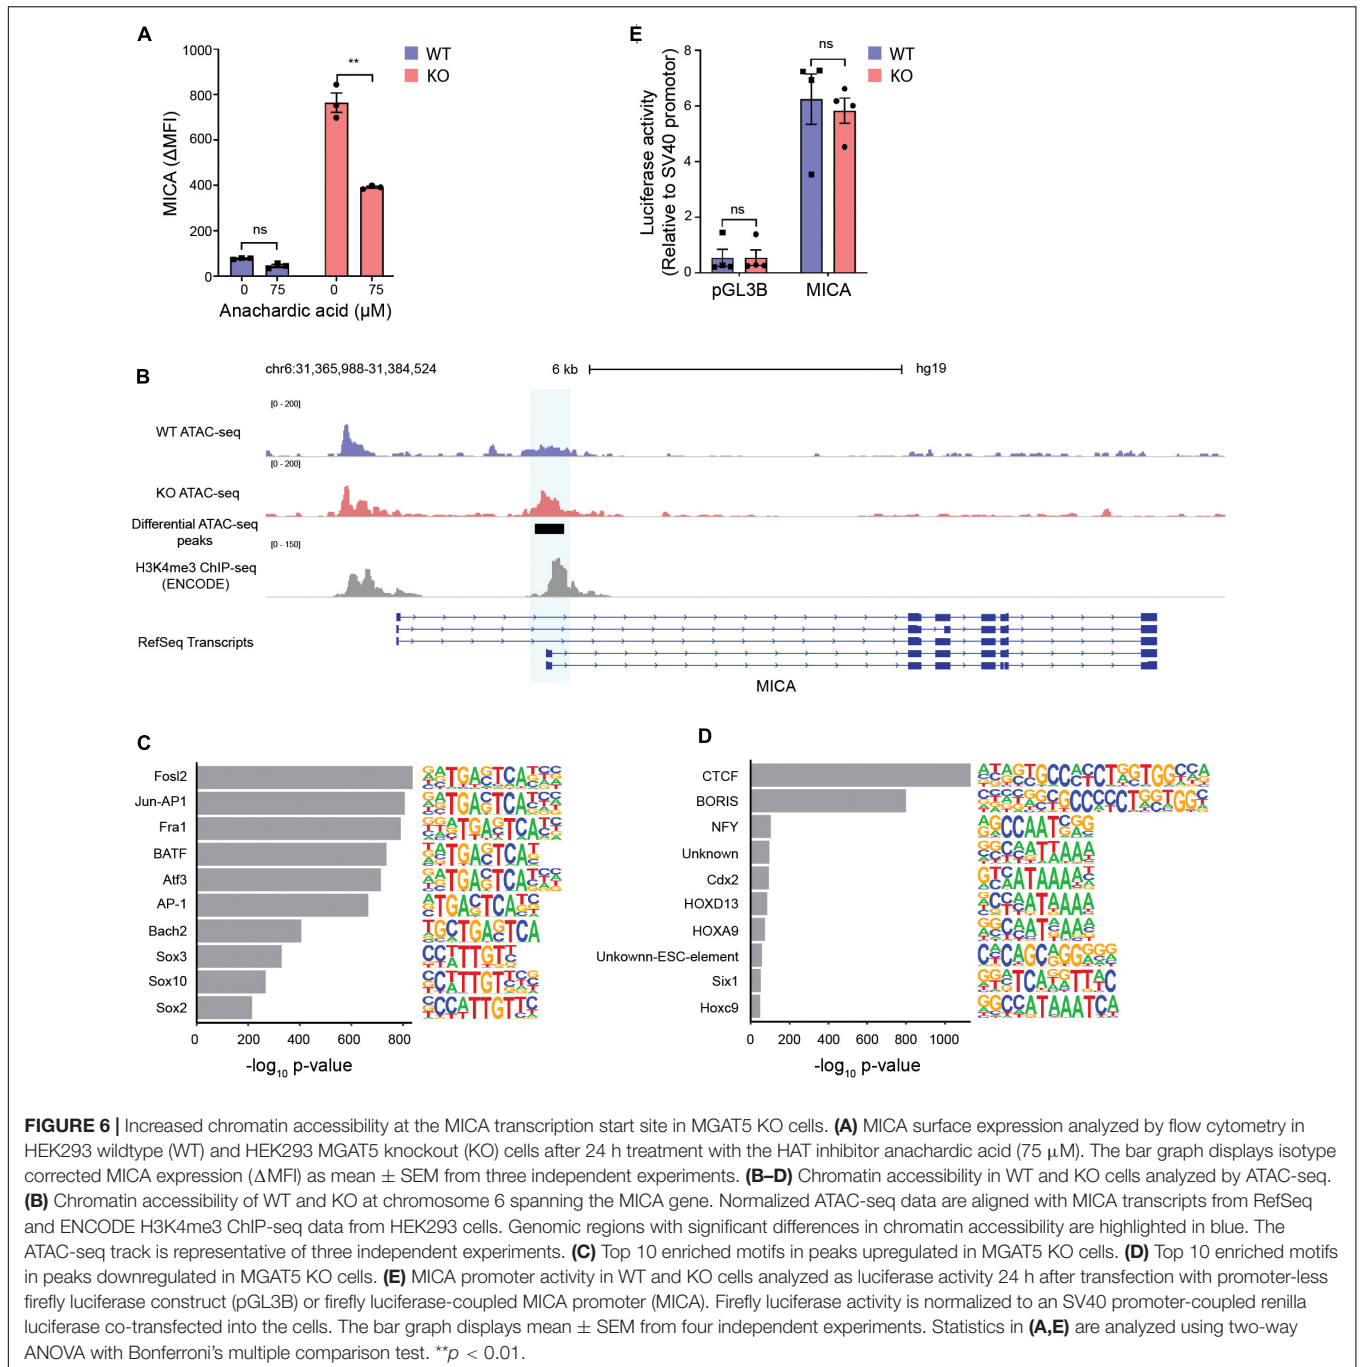 A
1000
800
600
400
200
0
MICA (ΔMFI)
WT
KO
**
ns
0 75 0 75
Anachardic acid (µM)
E
8
6
4
2
0
Luciferase activity
(Relative to SV40 promotor)
WT
KO
ns
ns
pGL3B MICA
B
chr6:31,365,988-31,384,524 6 kb hg19
[0 - 200]
WT ATAC-seq
[0 - 200]
KO ATAC-seq
Differential ATAC-seq
peaks
[0 - 150]
H3K4me3 ChIP-seq
(ENCODE)
RefSeq Transcripts
MICA
C
Fosl2
Jun-AP1
Fra1
BATF
Atf3
AP-1
Bach2
Sox3
Sox10
Sox2
0 200 400 600 800
-log10 p-value
D
CTCF
BORIS
NFY
Unknown
Cdx2
HOXD13
HOXA9
Unkownn-ESC-element
Six1
Hoxc9
0 200 400 600 800 1000
-log10 p-value
FIGURE 6 | Increased chromatin accessibility at the MICA transcription start site in MGAT5 KO cells. (A) MICA surface expression analyzed by flow cytometry in
HEK293 wildtype (WT) and HEK293 MGAT5 knockout (KO) cells after 24 h treatment with the HAT inhibitor anachardic acid (75 µM). The bar graph displays isotype
corrected MICA expression (ΔMFI) as mean ± SEM from three independent experiments. (B–D) Chromatin accessibility in WT and KO cells analyzed by ATAC-seq.
(B) Chromatin accessibility of WT and KO at chromosome 6 spanning the MICA gene. Normalized ATAC-seq data are aligned with MICA transcripts from RefSeq
and ENCODE H3K4me3 ChIP-seq data from HEK293 cells. Genomic regions with significant differences in chromatin accessibility are highlighted in blue. The
ATAC-seq track is representative of three independent experiments. (C) Top 10 enriched motifs in peaks upregulated in MGAT5 KO cells. (D) Top 10 enriched motifs
in peaks downregulated in MGAT5 KO cells. (E) MICA promoter activity in WT and KO cells analyzed as luciferase activity 24 h after transfection with promoter-less
firefly luciferase construct (pGL3B) or firefly luciferase-coupled MICA promoter (MICA). Firefly luciferase activity is normalized to an SV40 promoter-coupled renilla
luciferase co-transfected into the cells. The bar graph displays mean ± SEM from four independent experiments. Statistics in (A,E) are analyzed using two-way
ANOVA with Bonferroni's multiple comparison test. **p < 0.01.